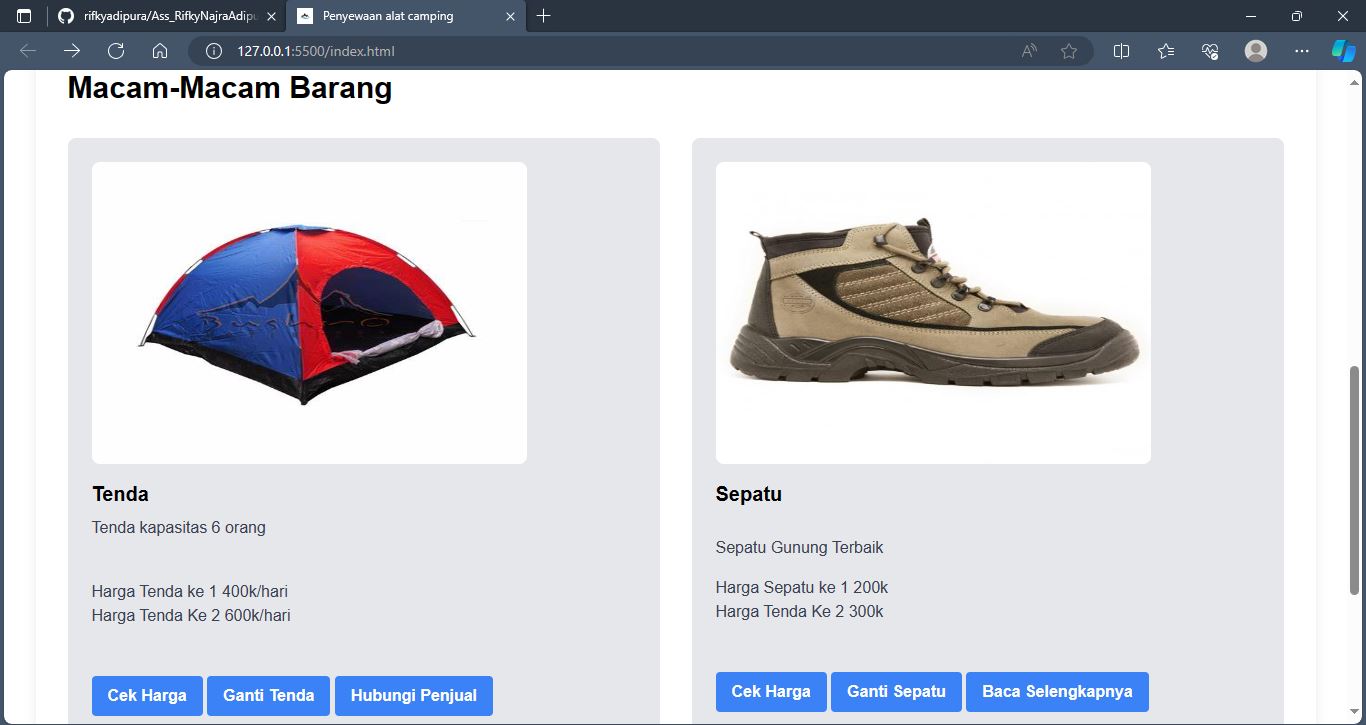 rifkyadipura/Ass_RifkyNajraAdipu
Penyewaan alat camping
127.0.0.1:5500/index.html
Macam-Macam Barang
Tenda
Tenda kapasitas 6 orang
Harga Tenda ke 1 400k/hari
Harga Tenda Ke 2 600k/hari
Cek Harga
Ganti Tenda
Hubungi Penjual
Sepatu
Sepatu Gunung Terbaik
Harga Sepatu ke 1 200k
Harga Tenda Ke 2 300k
Cek Harga
Ganti Sepatu
Baca Selengkapnya